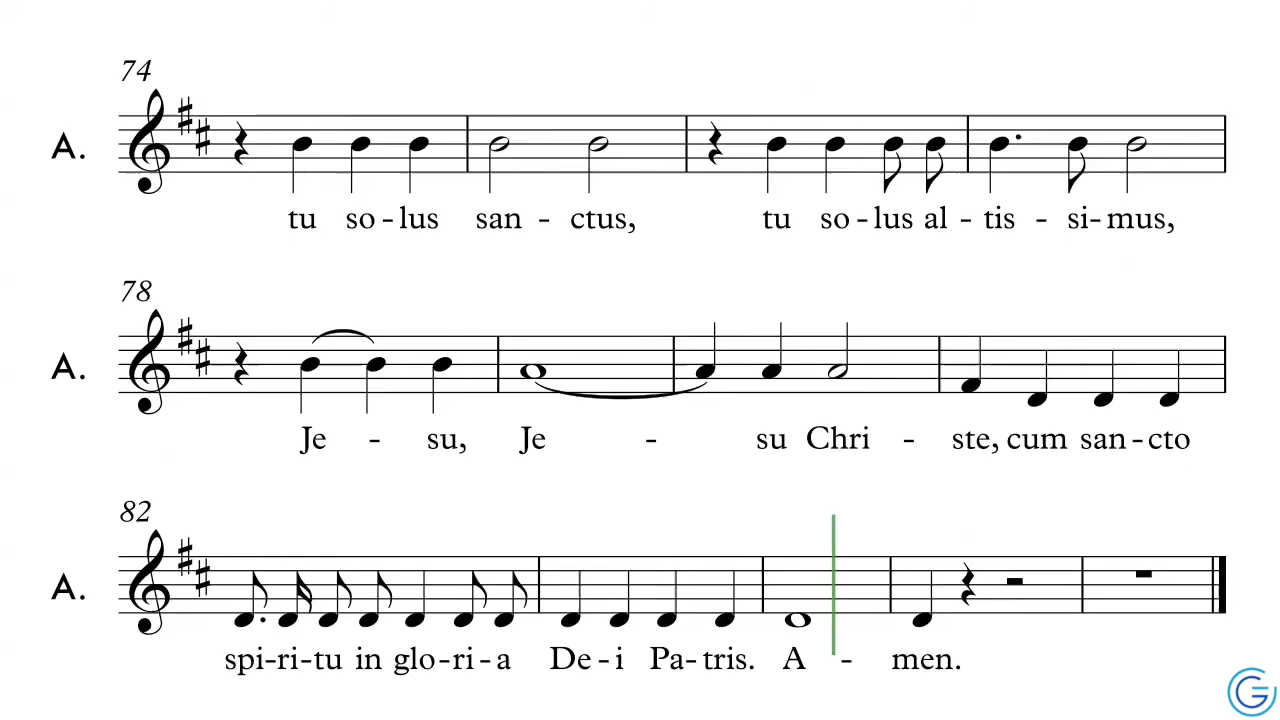 74
A.
tu so-lus san-ctus, tu so-lus al-tis-si-mus,
78
A.
Je-su, Je-su Chri-ste, cum san-cto
82
A.
spi-ri-tu in glo-ri-a De-i Pa-tris. A-men.